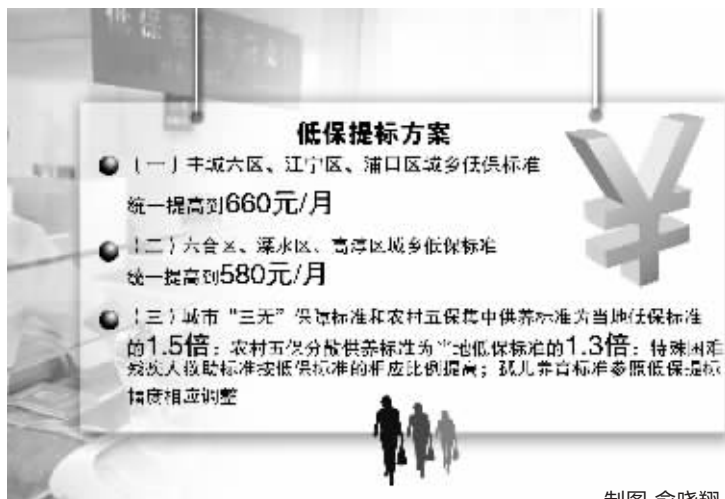 低保提标方案
（一）主城六区、江宁区、浦口区城乡低保标准
统一提高到660元/月
（二）六合区、溧水区、高淳区城乡低保标准
统一提高到580元/月
（三）城市“三无”保障标准和农村五保集中供养标准为当地低保标准
的1.5倍；农村五保分散供养标准为当地低保标准的1.3倍；特殊困难
残疾人救助标准按低保标准的相应比例提高；孤儿养育标准参照低保提标
幅度相应调整
制图 俞晓翔